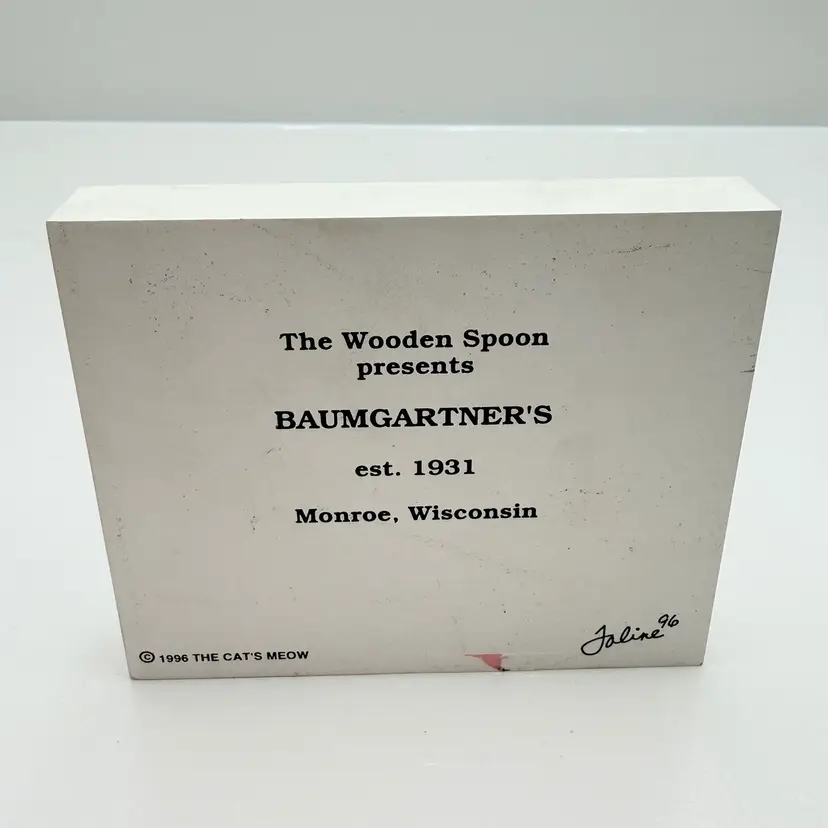 The Wooden Spoon
presents
BAUMGARTNER'S
est. 1931
Monroe, Wisconsin
© 1996 THE CAT'S MEOW
Faline 96